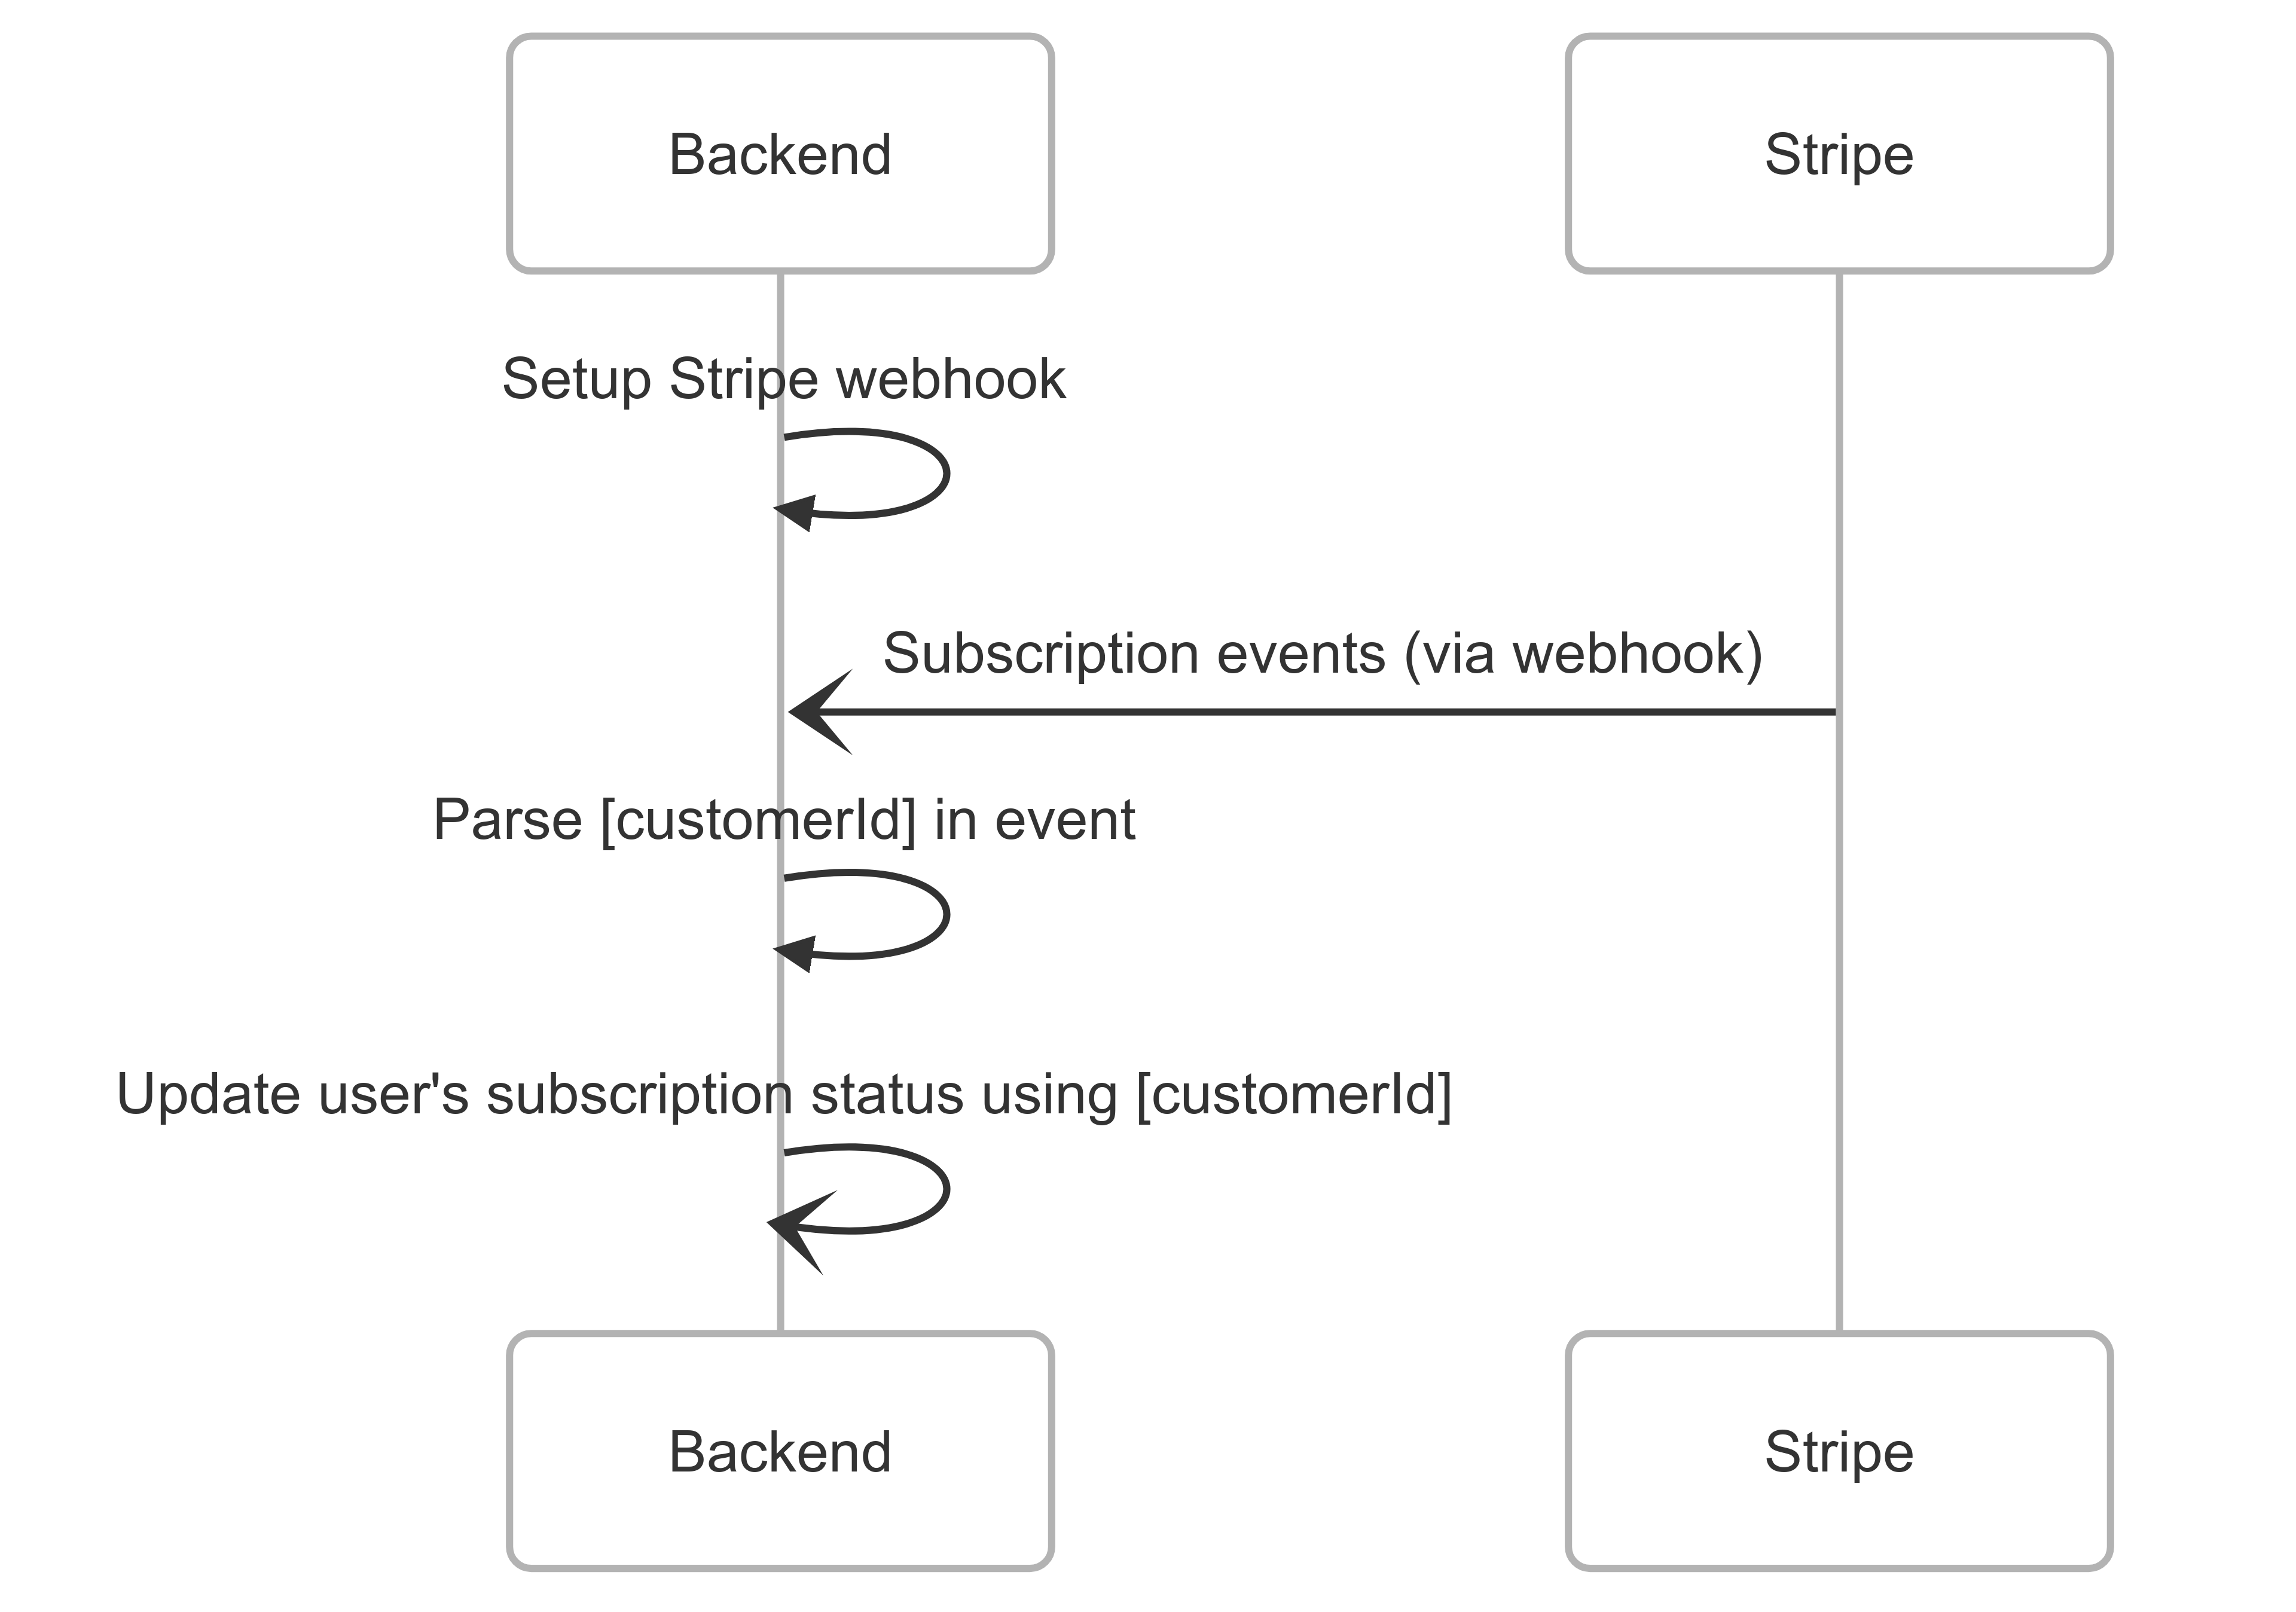 Backend
Stripe
Setup Stripe webhook
Subscription events (via webhook)
Parse [customerId] in event
Update user's subscription status using [customerId]
Backend
Stripe